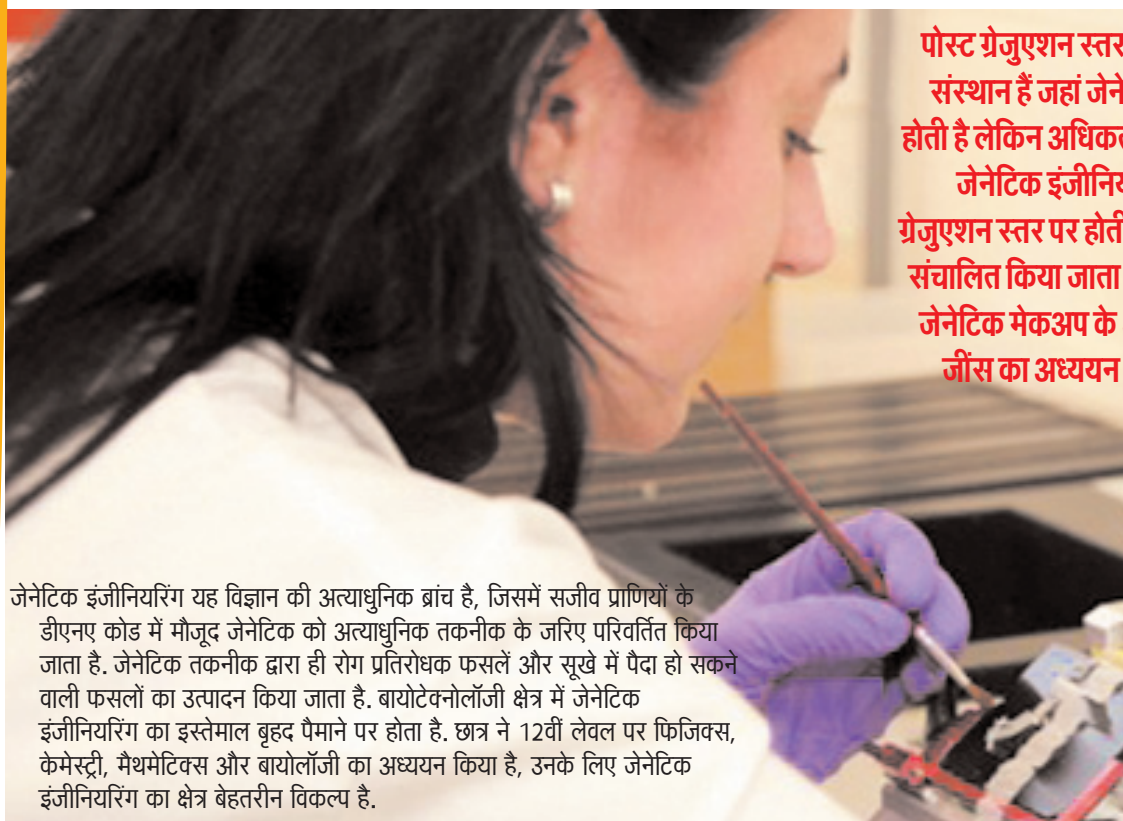 पोस्ट ग्रेजुएशन स्तर
संस्थान हैं जहां जेने
होती है लेकिन अधिक
जेनेटिक इंजीनिय
ग्रेजुएशन स्तर पर होती
संचालित किया जाता
जेनेटिक मेकअप के
जींस का अध्ययन
जेनेटिक इंजीनियरिंग यह विज्ञान की अत्याधुनिक ब्रांच है, जिसमें सजीव प्राणियों के
डीएनए कोड में मौजूद जेनेटिक को अत्याधुनिक तकनीक के जरिए परिवर्तित किया
जाता है. जेनेटिक तकनीक द्वारा ही रोग प्रतिरोधक फसलें और सूखे में पैदा हो सकने
वाली फसलों का उत्पादन किया जाता है. बायोटेक्नोलॉजी क्षेत्र में जेनेटिक
इंजीनियरिंग का इस्तेमाल बृहद पैमाने पर होता है. छात्र ने 12वीं लेवल पर फिजिक्स,
केमेस्ट्री, मैथमेटिक्स और बायोलॉजी का अध्ययन किया है, उनके लिए जेनेटिक
इंजीनियरिंग का क्षेत्र बेहतरीन विकल्प है.